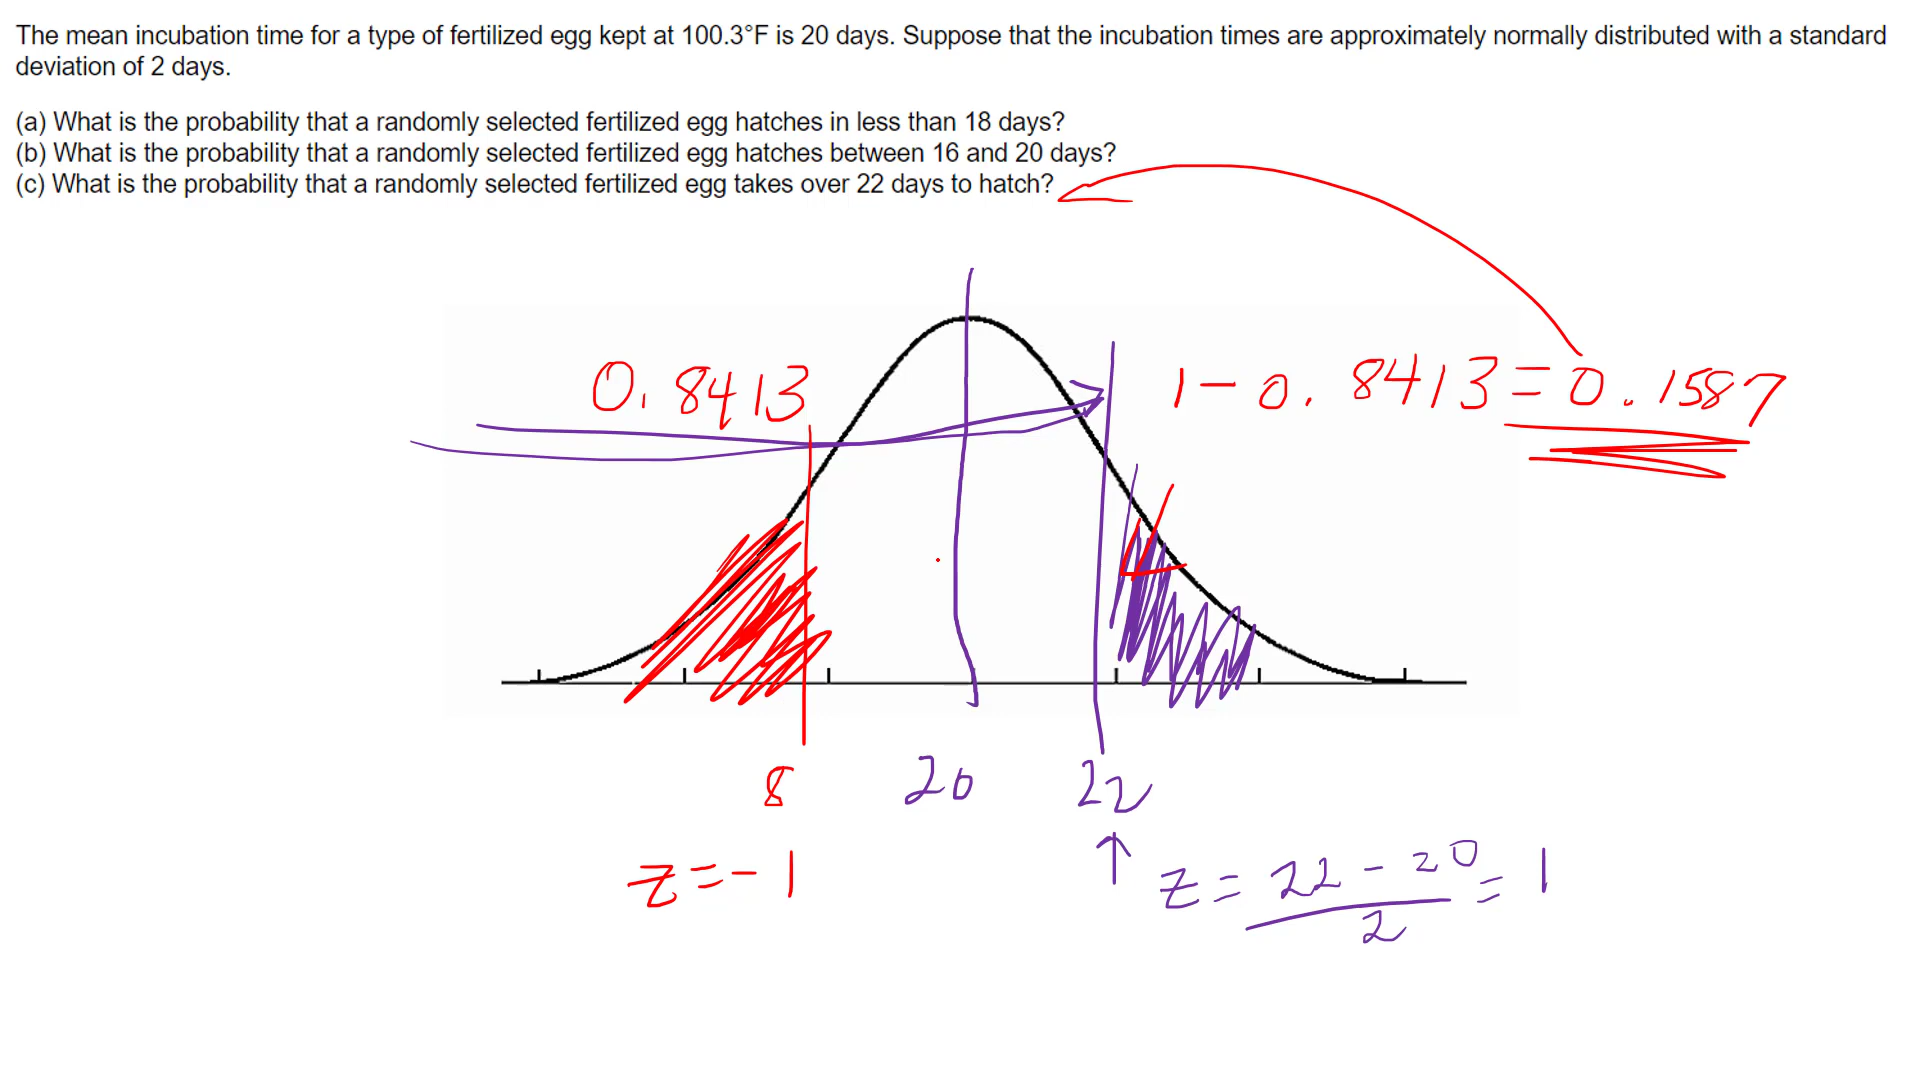 The mean incubation time for a type of fertilized egg kept at 100.3°F is 20 days. Suppose that the incubation times are approximately normally distributed with a standard
deviation of 2 days.
(a) What is the probability that a randomly selected fertilized egg hatches in less than 18 days?
(b) What is the probability that a randomly selected fertilized egg hatches between 16 and 20 days?
(c) What is the probability that a randomly selected fertilized egg takes over 22 days to hatch?
0.8413
1-0.8413=0.1587
8 20 22
z=-1
z=22-20/2=1